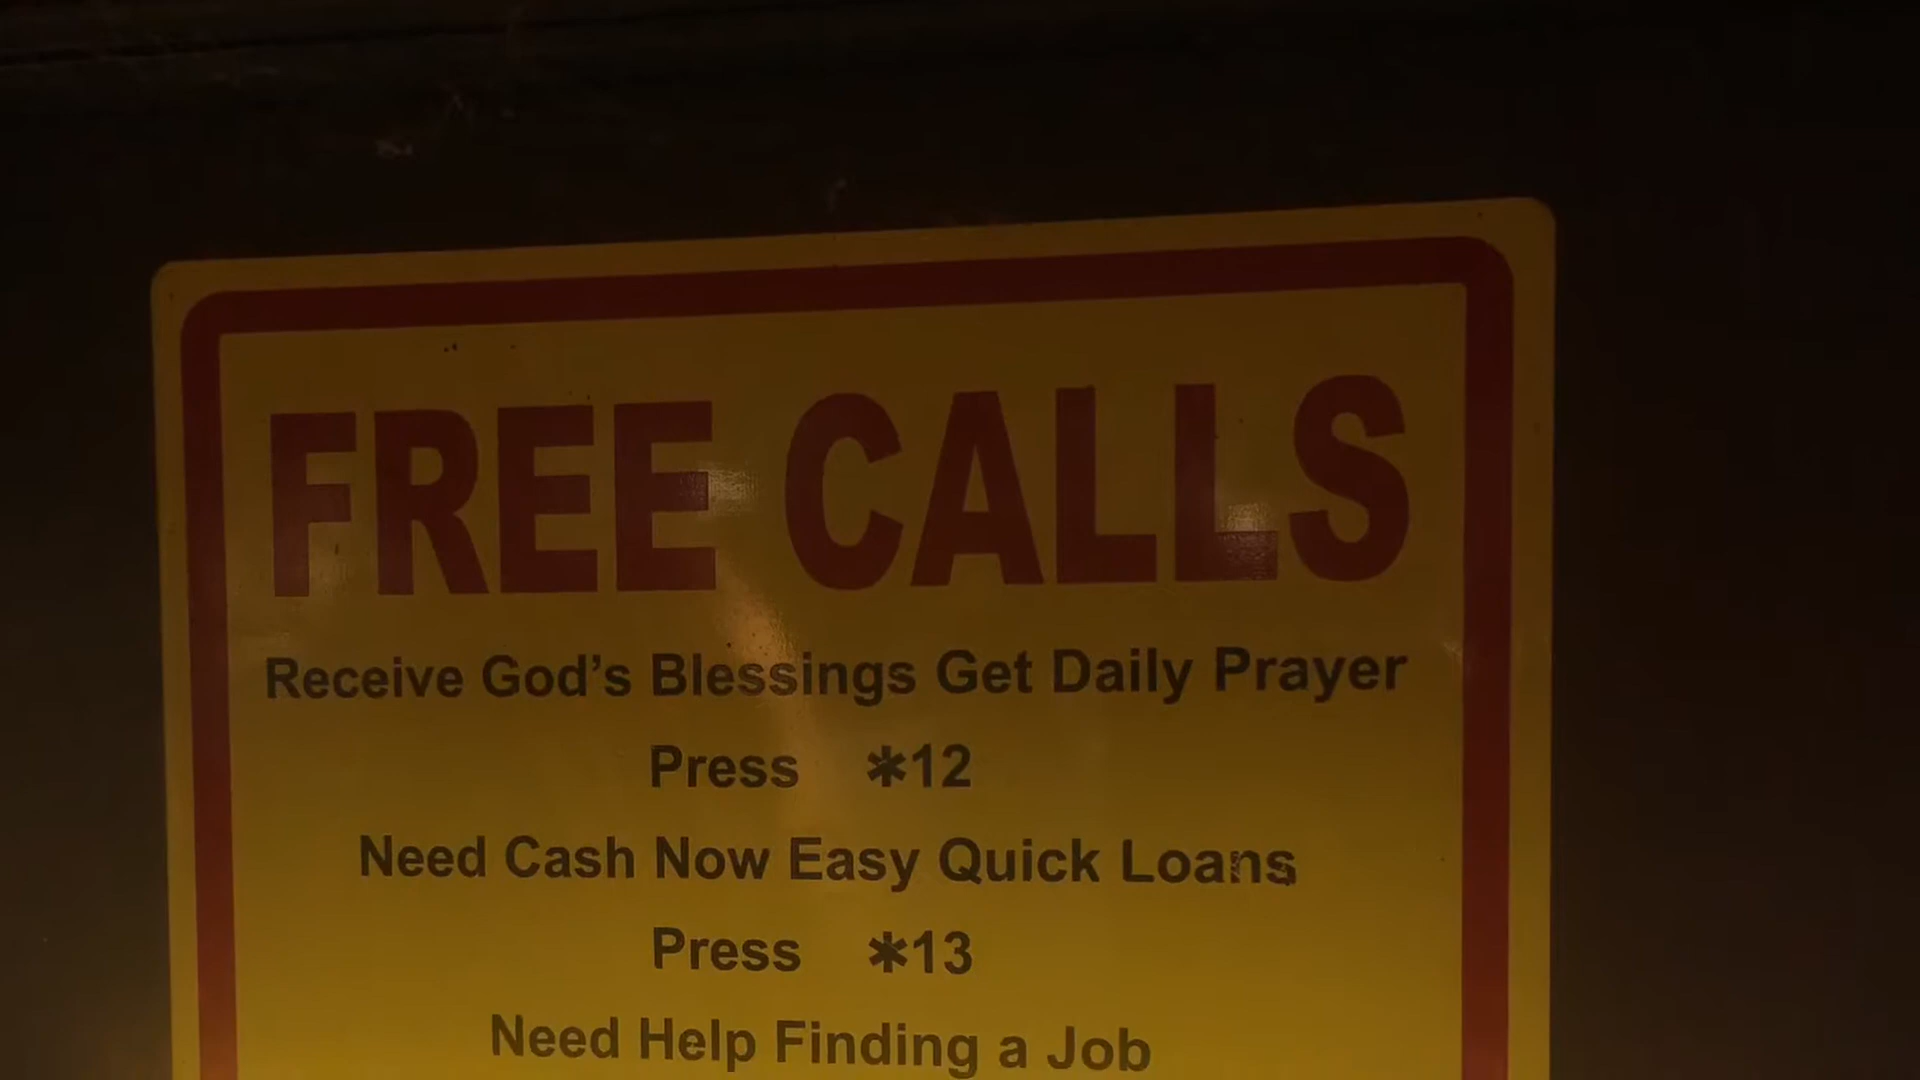 FREE CALLS
Receive God's Blessings Get Daily Prayer
Press *12
Need Cash Now Easy Quick Loans
Press *13
Need Help Finding a Job